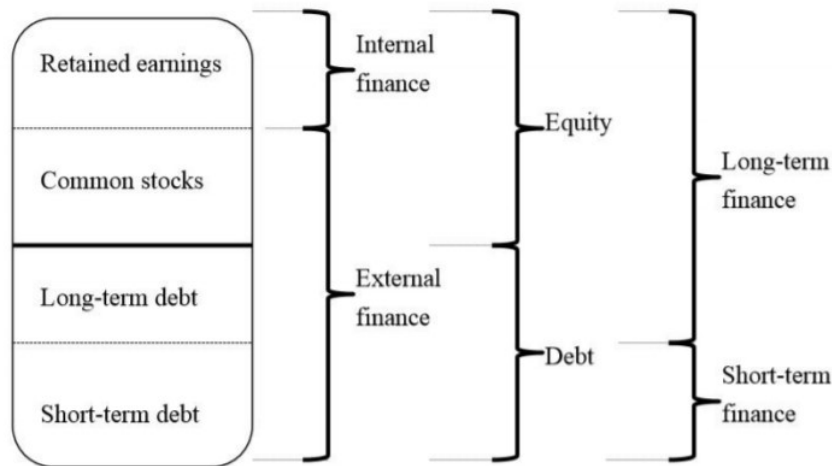 Retained earnings
Common stocks
Long-term debt
Short-term debt
Internal
finance
External
finance
Equity
Debt
Long-term
finance
Short-term
finance